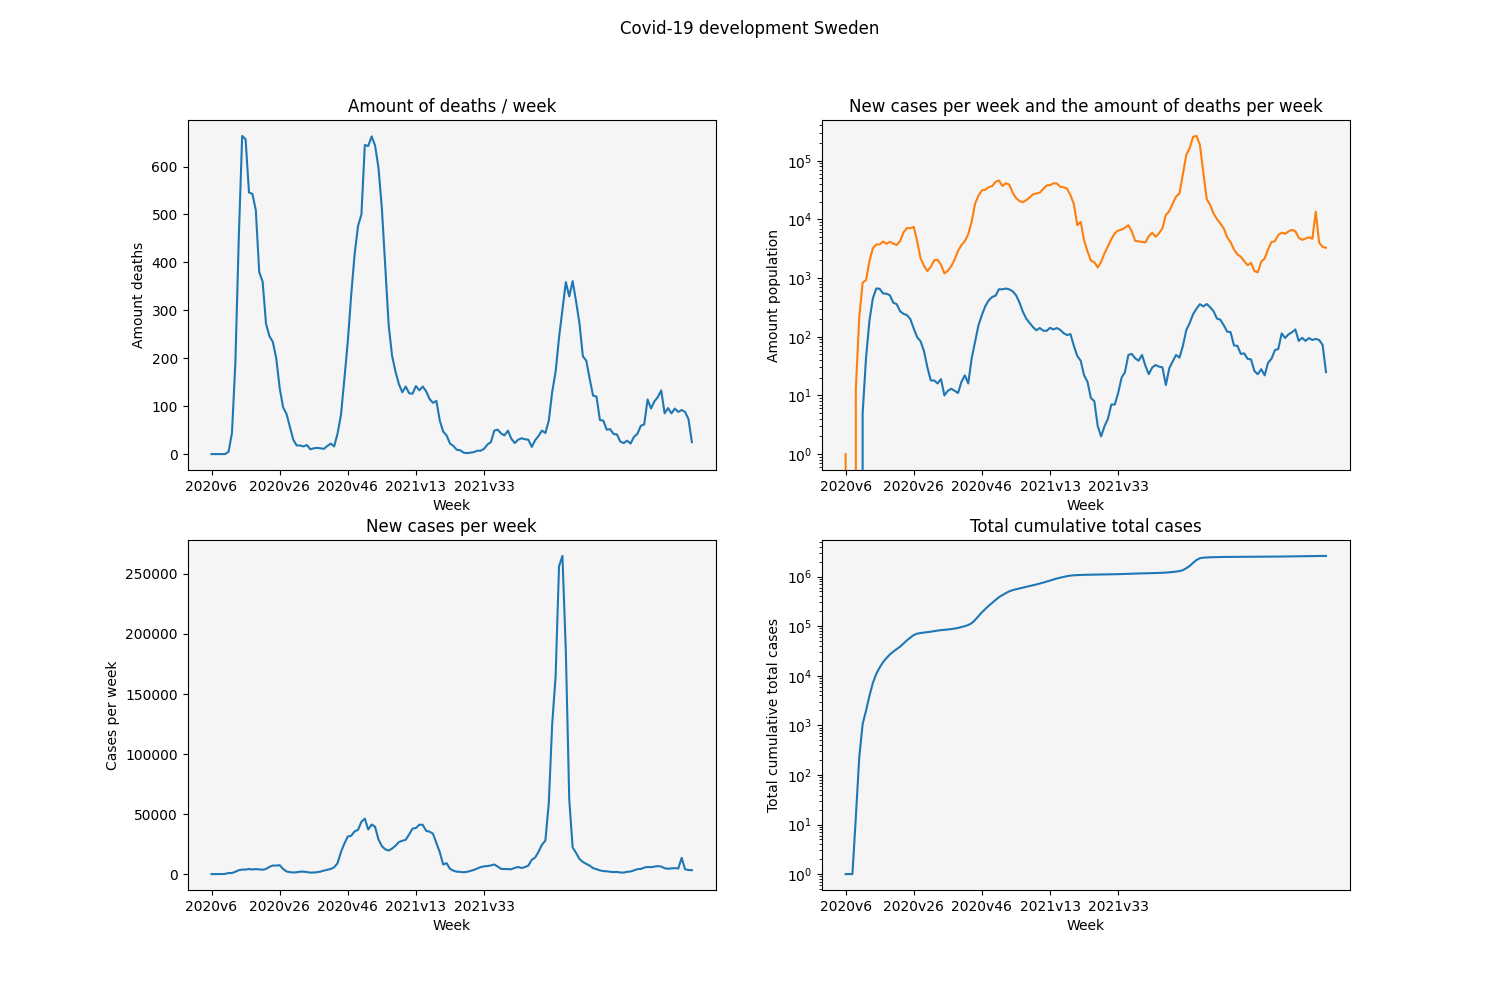 Covid-19 development Sweden
Amount of deaths / week
Amount deaths
600
500
400
300
200
100
0
2020v6 2020v26 2020v46 2021v13 2021v33
Week
New cases per week and the amount of deaths per week
Amount population
10^5
10^4
10^3
10^2
10^1
10^0
2020v6 2020v26 2020v46 2021v13 2021v33
Week
New cases per week
Cases per week
250000
200000
150000
100000
50000
0
2020v6 2020v26 2020v46 2021v13 2021v33
Week
Total cumulative total cases
Total cumulative total cases
10^6
10^5
10^4
10^3
10^2
10^1
10^0
2020v6 2020v26 2020v46 2021v13 2021v33
Week